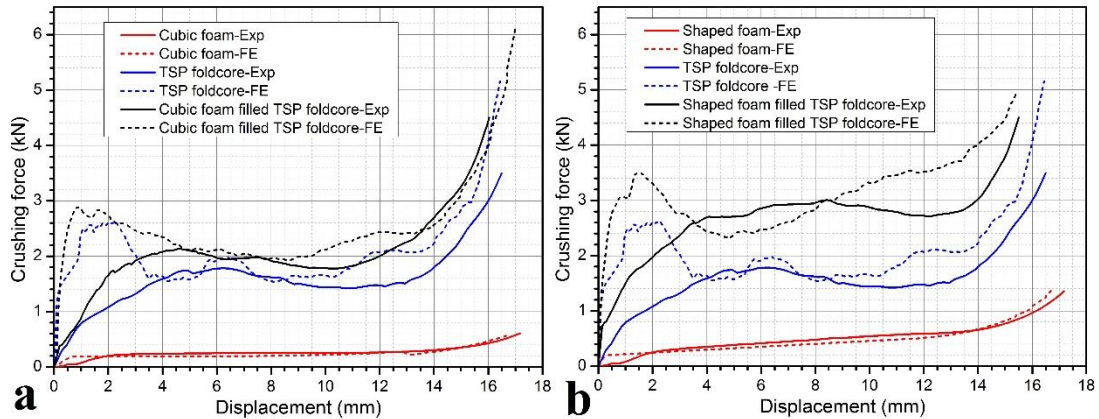 6
5
4
3
2
1
0
Crushing force (kN)
Cubic foam-Exp
Cubic foam-FE
TSP foldcore-Exp
TSP foldcore-FE
Cubic foam filled TSP foldcore-Exp
Cubic foam filled TSP foldcore-FE
0 2 4 6 8 10 12 14 16 18
Displacement (mm)
a
6
5
4
3
2
1
0
Crushing force (kN)
Shaped foam-Exp
Shaped foam-FE
TSP foldcore-Exp
TSP foldcore -FE
Shaped foam filled TSP foldcore-Exp
Shaped foam filled TSP foldcore-FE
0 2 4 6 8 10 12 14 16 18
Displacement (mm)
b